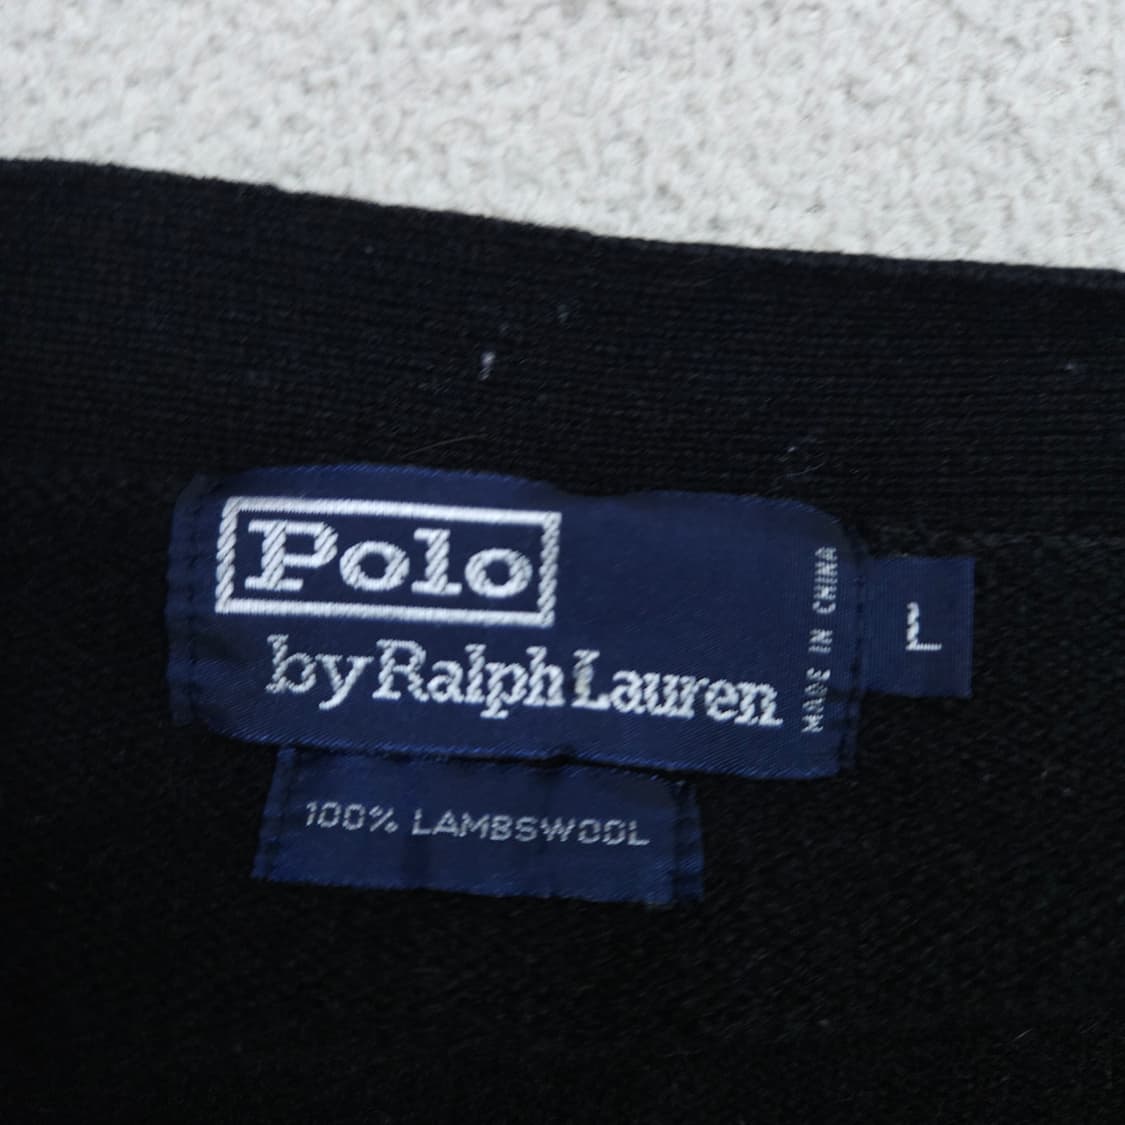 Polo
by Ralph Lauren
MADE IN CHINA
L
100% LAMBSWOOL